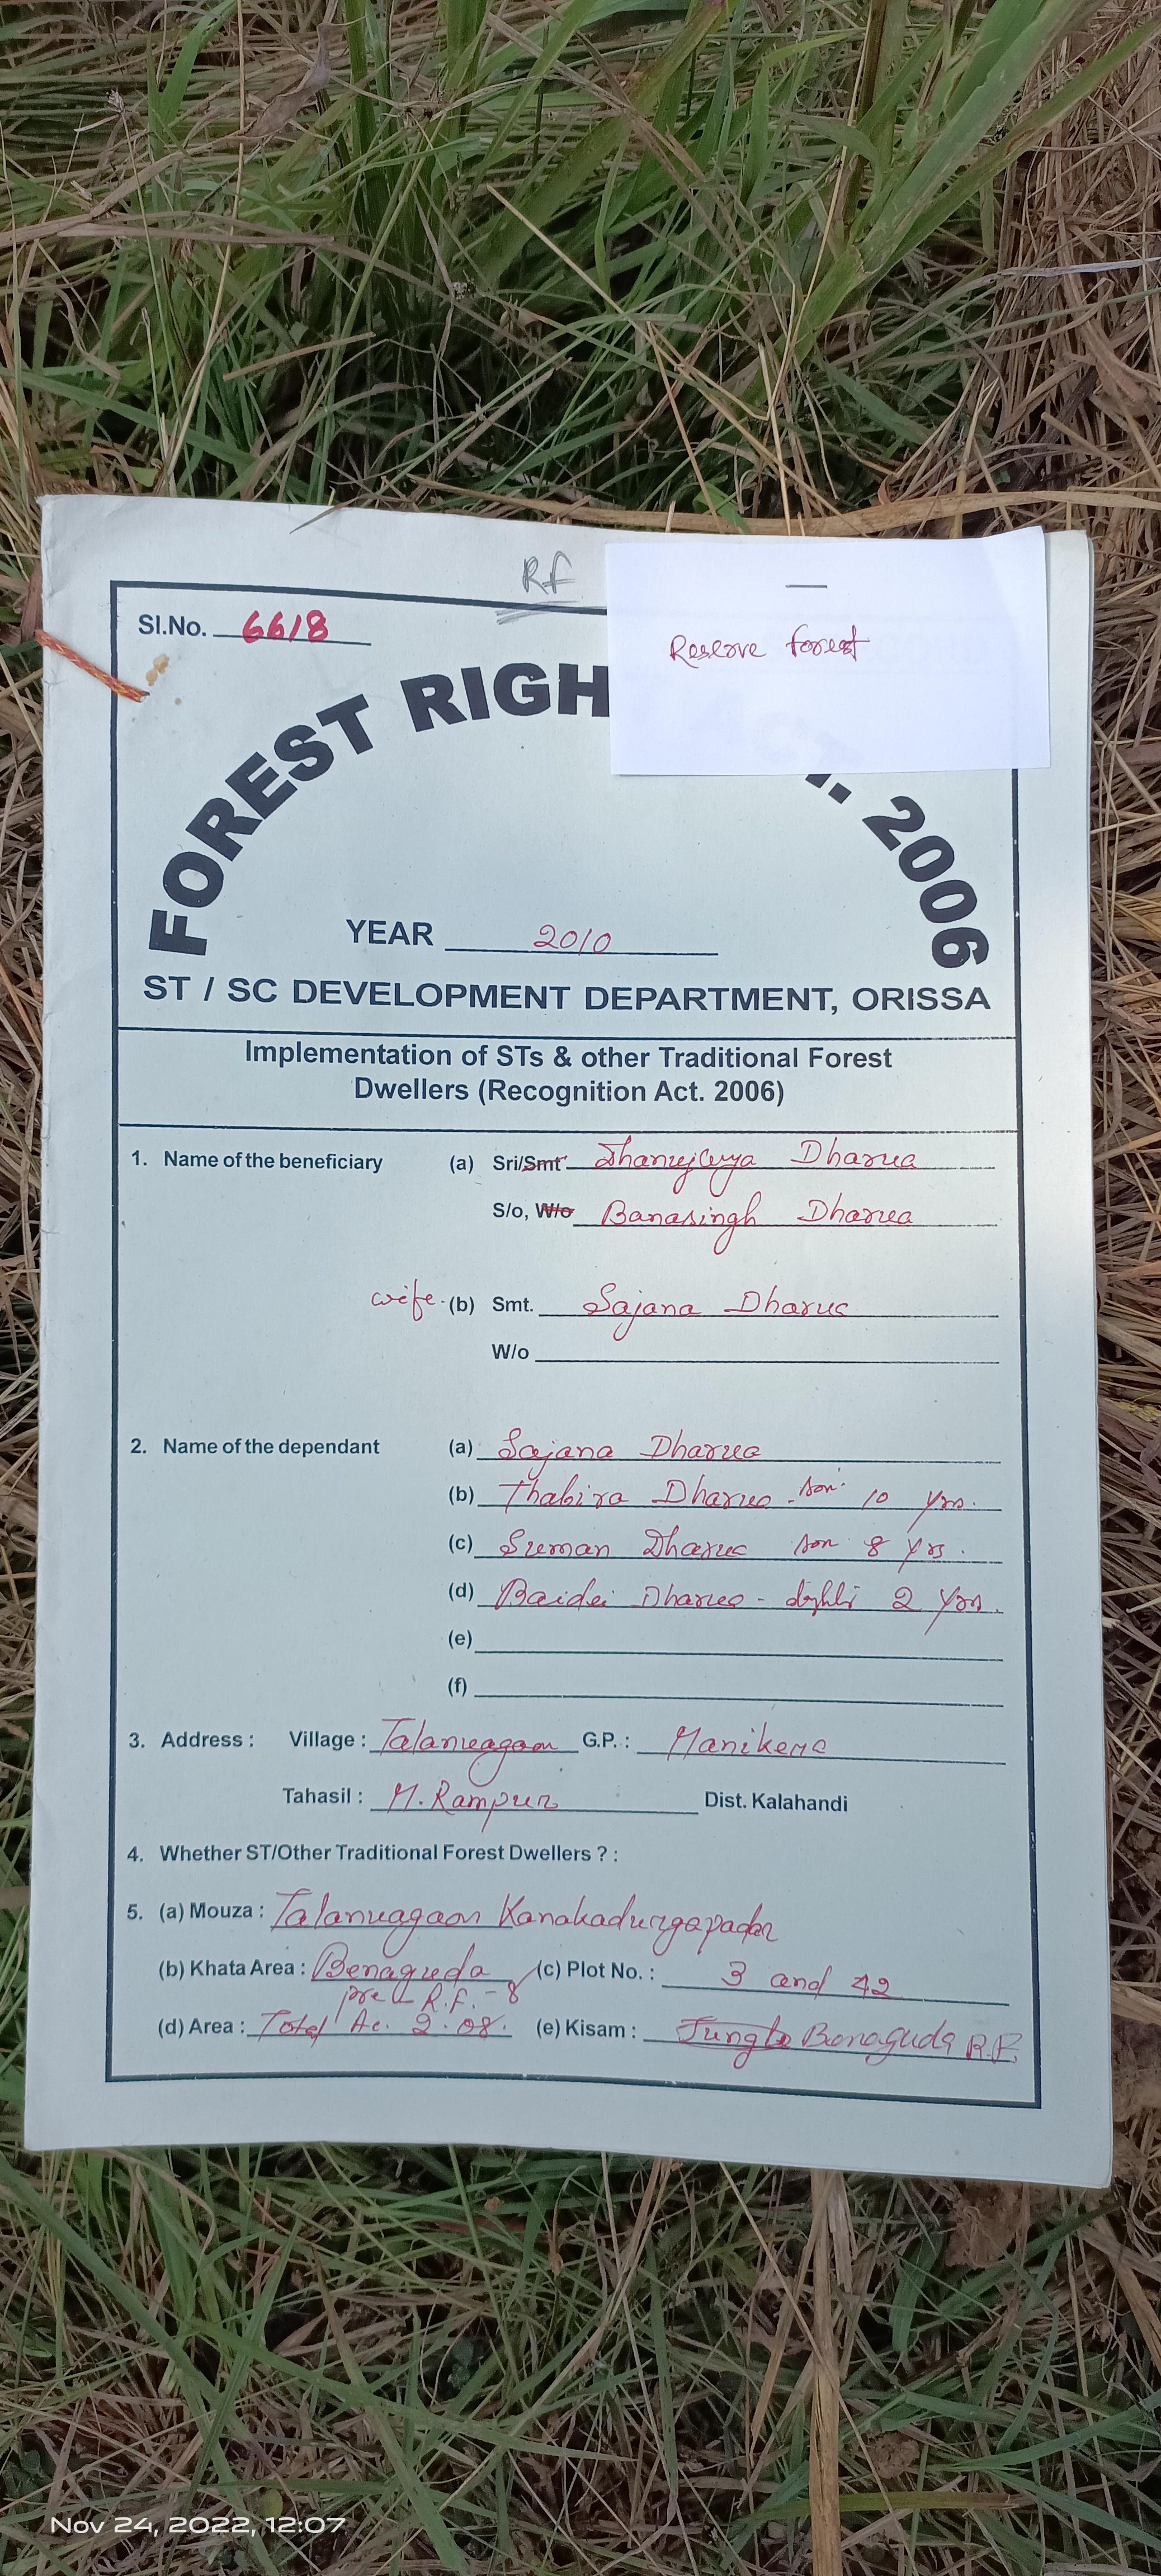 RF
Reserve forest
Sl.No. 6618
FOREST RIGH . 2006
YEAR 2010
ST / SC DEVELOPMENT DEPARTMENT, ORISSA
Implementation of STs & other Traditional Forest
Dwellers (Recognition Act. 2006)
1. Name of the beneficiary (a) Sri/Smt Dhanujaya Dharua
S/o, W/o Banasingh Dharua
wife (b) Smt. Sajana Dharua
W/o
2. Name of the dependant (a) Sajana Dharua
(b) Thabira Dharua - son 10 yrs.
(c) Suman Dharua son 8 yrs.
(d) Baidei Dharua - 2 yrs.
(e)
(f)
3. Address : Village : Talanuagaon G.P. : Manikera
Tahasil : M. Rampur Dist. Kalahandi
4. Whether ST/Other Traditional Forest Dwellers ? :
5. (a) Mouza : Talanuagaon Kanakadurgapadar
(b) Khata Area : Benaguda (c) Plot No. : 3 and 42
R.F. - 8
(d) Area : Total Ac. 2.08. (e) Kisam : Jungle Benaguda R.F.
Nov 24, 2022, 12:07